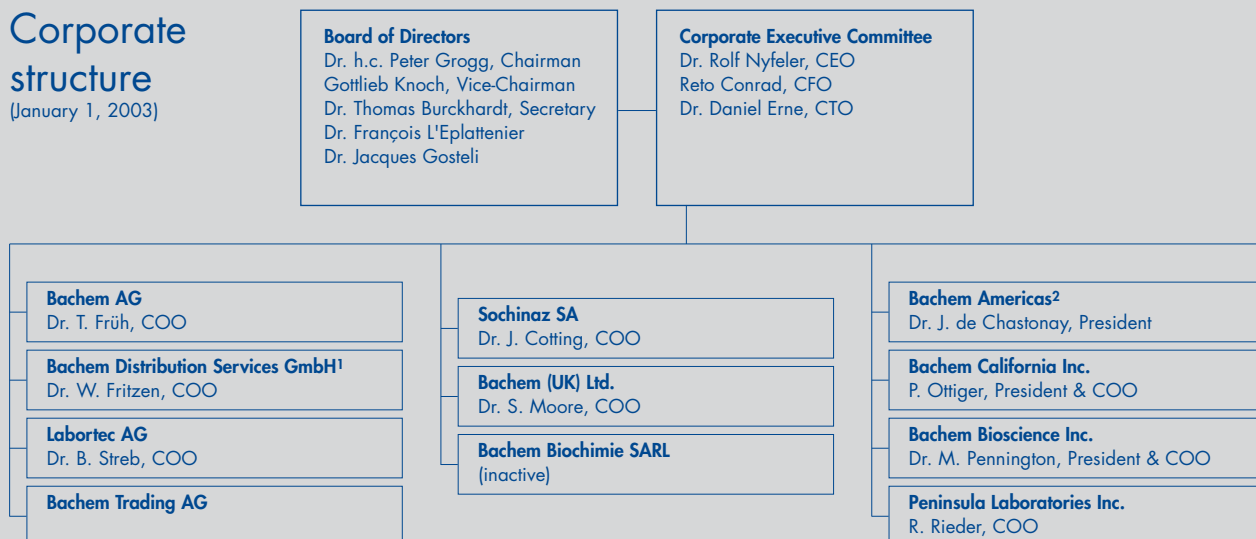 Corporate
structure
(January 1, 2003)
Board of Directors
Dr. h.c. Peter Grogg, Chairman
Gottlieb Knoch, Vice-Chairman
Dr. Thomas Burckhardt, Secretary
Dr. François L'Eplattenier
Dr. Jacques Gosteli
Corporate Executive Committee
Dr. Rolf Nyfeler, CEO
Reto Conrad, CFO
Dr. Daniel Erne, CTO
Bachem AG
Dr. T. Früh, COO
Bachem Distribution Services GmbH¹
Dr. W. Fritzen, COO
Labortec AG
Dr. B. Streb, COO
Bachem Trading AG
Sochinaz SA
Dr. J. Cotting, COO
Bachem (UK) Ltd.
Dr. S. Moore, COO
Bachem Biochimie SARL
(inactive)
Bachem Americas²
Dr. J. de Chastonay, President
Bachem California Inc.
P. Ottiger, President & COO
Bachem Bioscience Inc.
Dr. M. Pennington, President & COO
Peninsula Laboratories Inc.
R. Rieder, COO